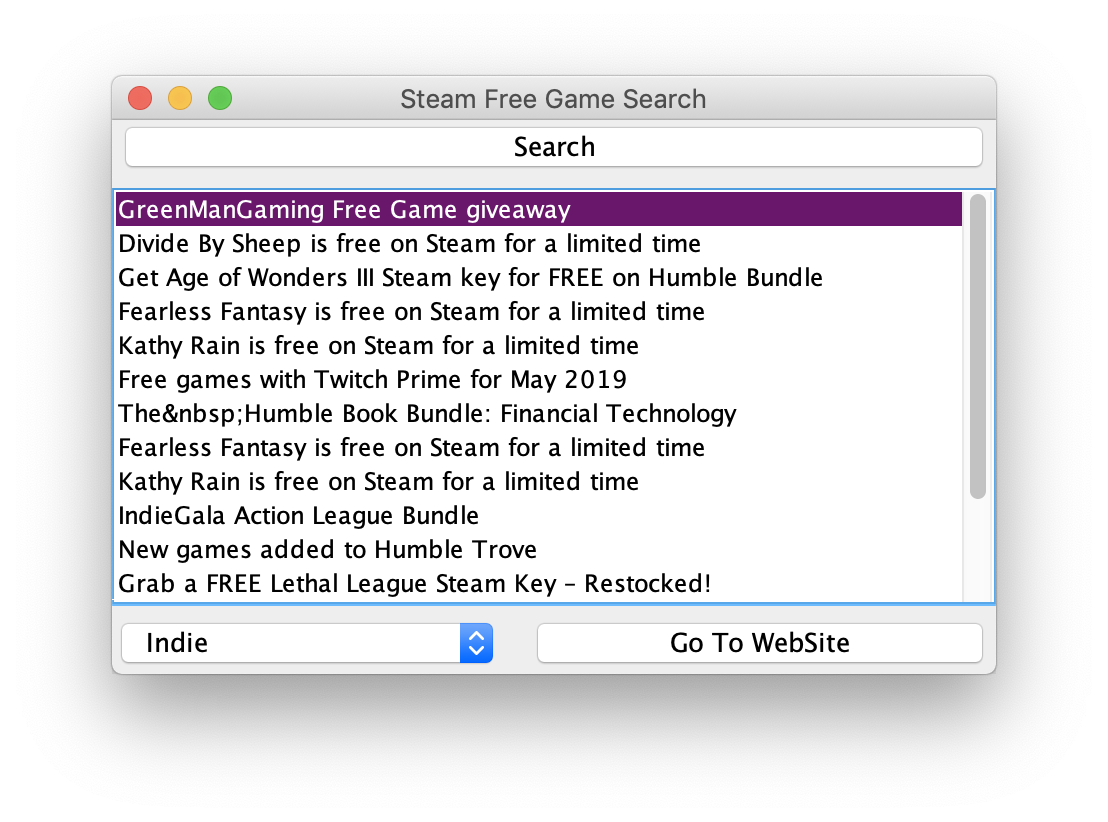 Steam Free Game Search
Search
GreenManGaming Free Game giveaway
Divide By Sheep is free on Steam for a limited time
Get Age of Wonders III Steam key for FREE on Humble Bundle
Fearless Fantasy is free on Steam for a limited time
Kathy Rain is free on Steam for a limited time
Free games with Twitch Prime for May 2019
The&nbsp;Humble Book Bundle: Financial Technology
Fearless Fantasy is free on Steam for a limited time
Kathy Rain is free on Steam for a limited time
IndieGala Action League Bundle
New games added to Humble Trove
Grab a FREE Lethal League Steam Key – Restocked!
Indie
Go To WebSite